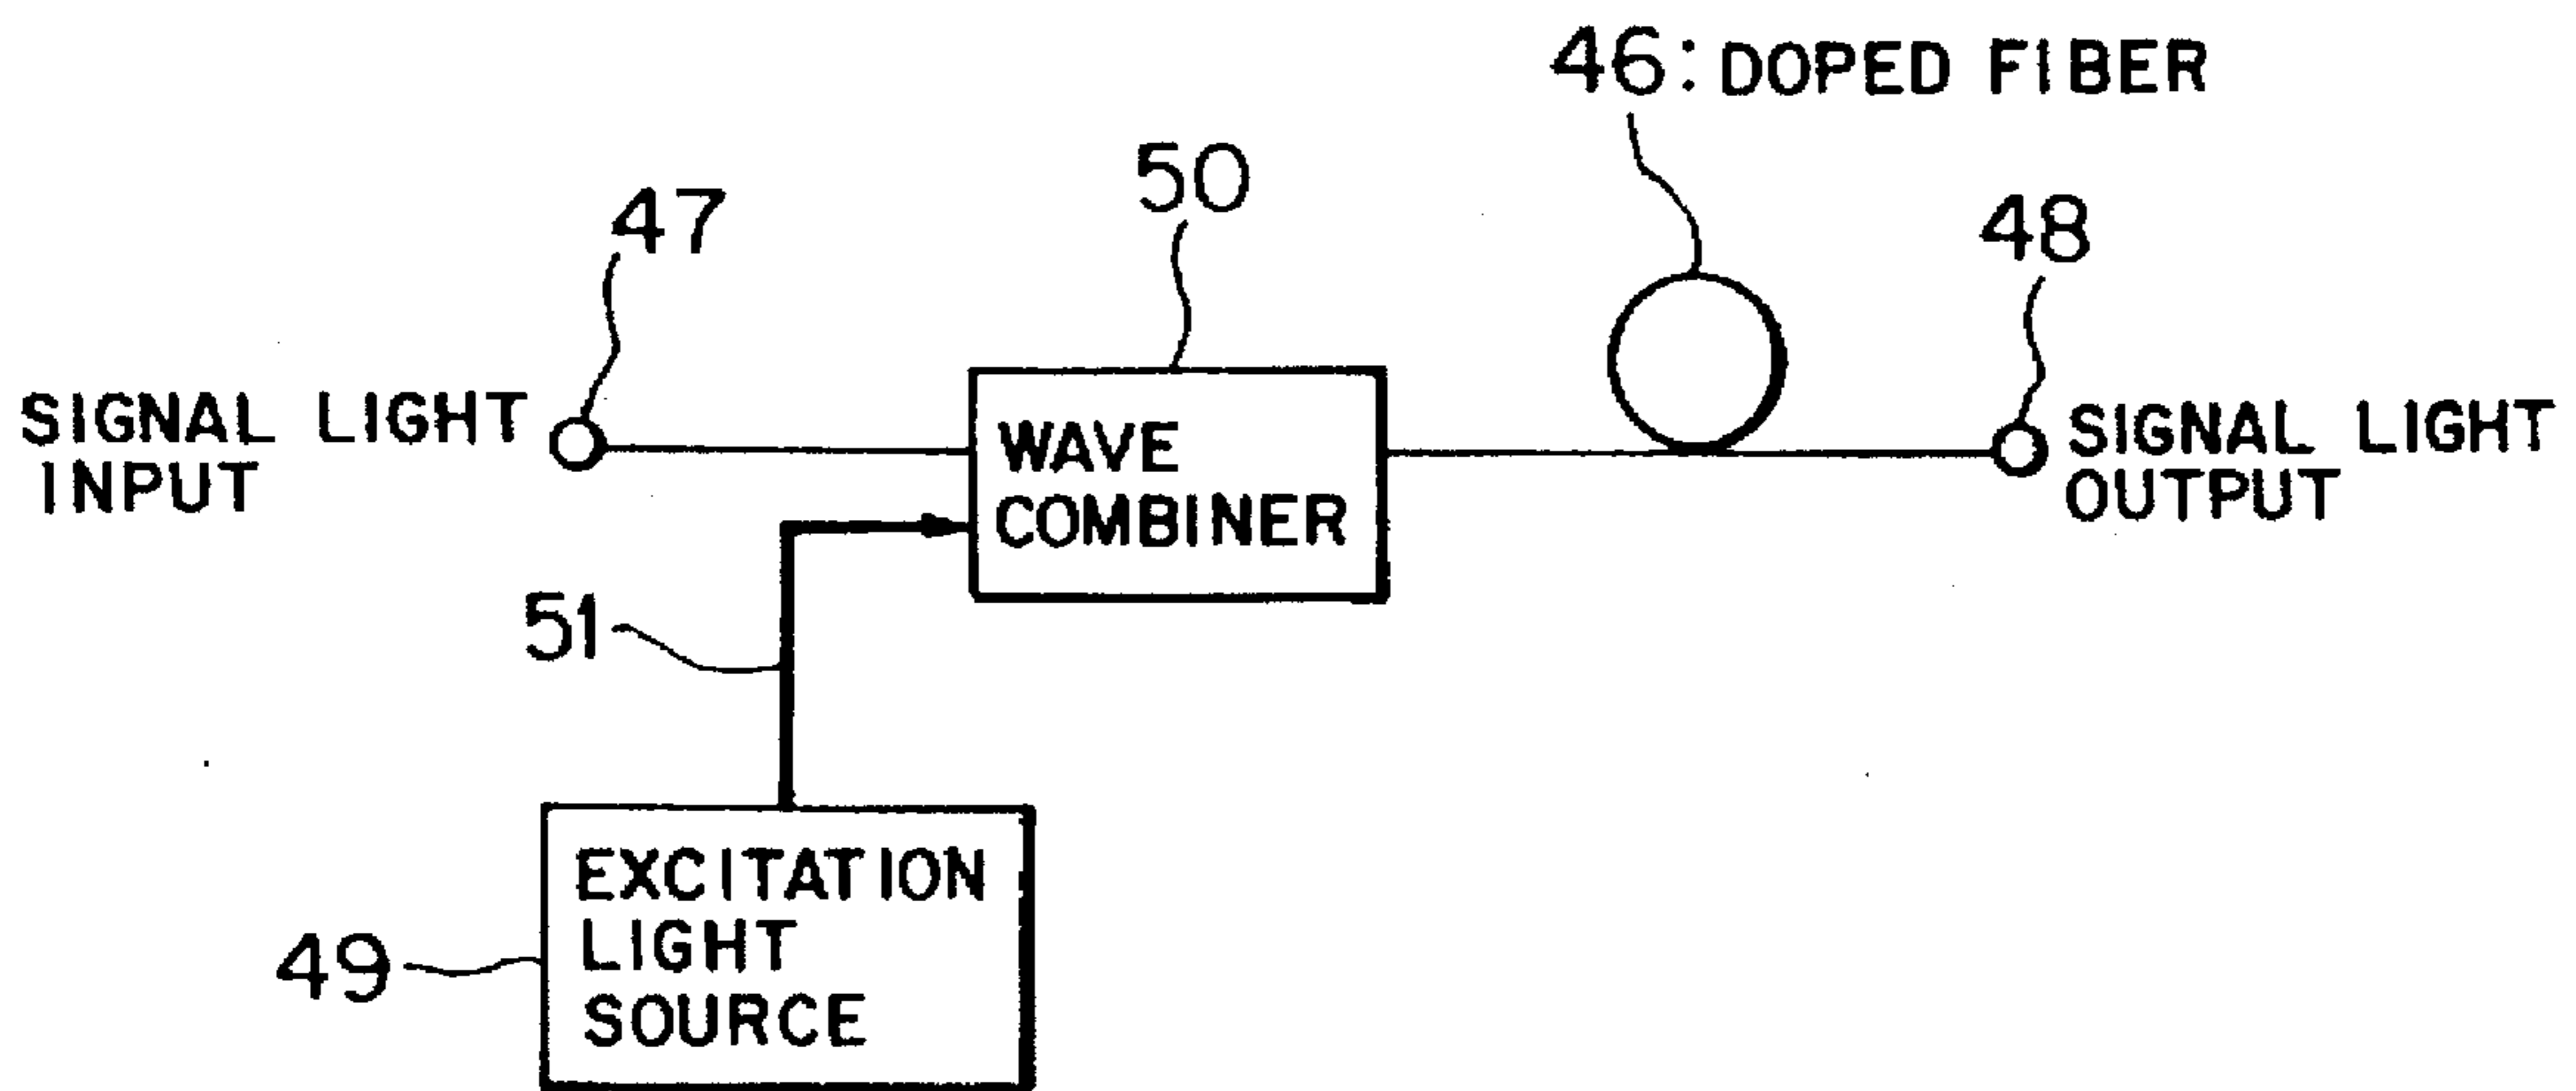 46: DOPED FIBER
50
47
48
SIGNAL LIGHT
INPUT
WAVE
COMBINER
SIGNAL LIGHT
OUTPUT
51
EXCITATION
LIGHT
SOURCE
49